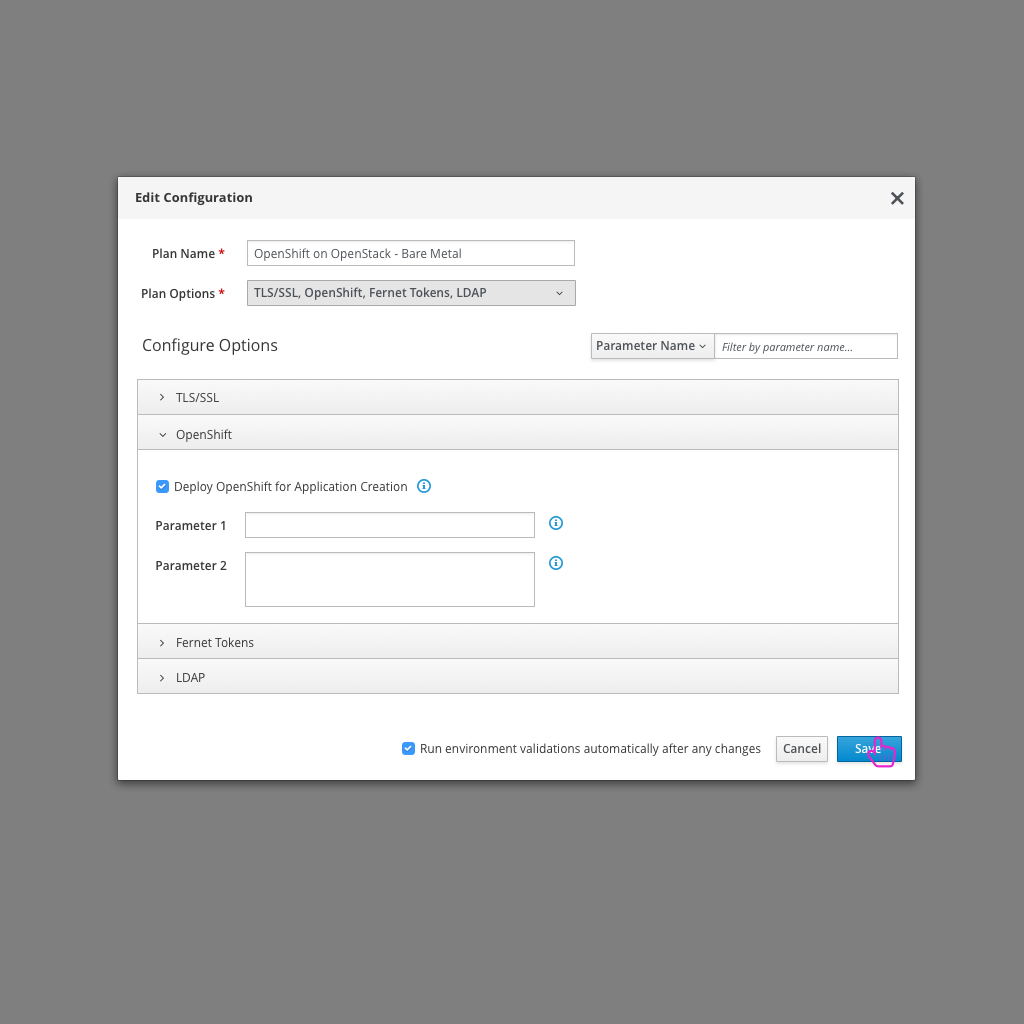 Edit Configuration
Plan Name *
OpenShift on OpenStack - Bare Metal
Plan Options *
TLS/SSL, OpenShift, Fernet Tokens, LDAP
Configure Options
Parameter Name
Filter by parameter name...
TLS/SSL
OpenShift
Deploy OpenShift for Application Creation
Parameter 1
Parameter 2
Fernet Tokens
LDAP
Run environment validations automatically after any changes
Cancel
Save